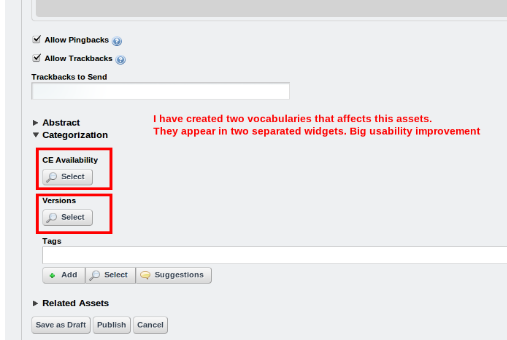 Allow Pingbacks
Allow Trackbacks
Trackbacks to Send
I have created two vocabularies that affects this assets.
They appear in two separated widgets. Big usability improvement
Abstract
Categorization
CE Availability
Select
Versions
Select
Tags
Add Select Suggestions
Related Assets
Save as Draft Publish Cancel